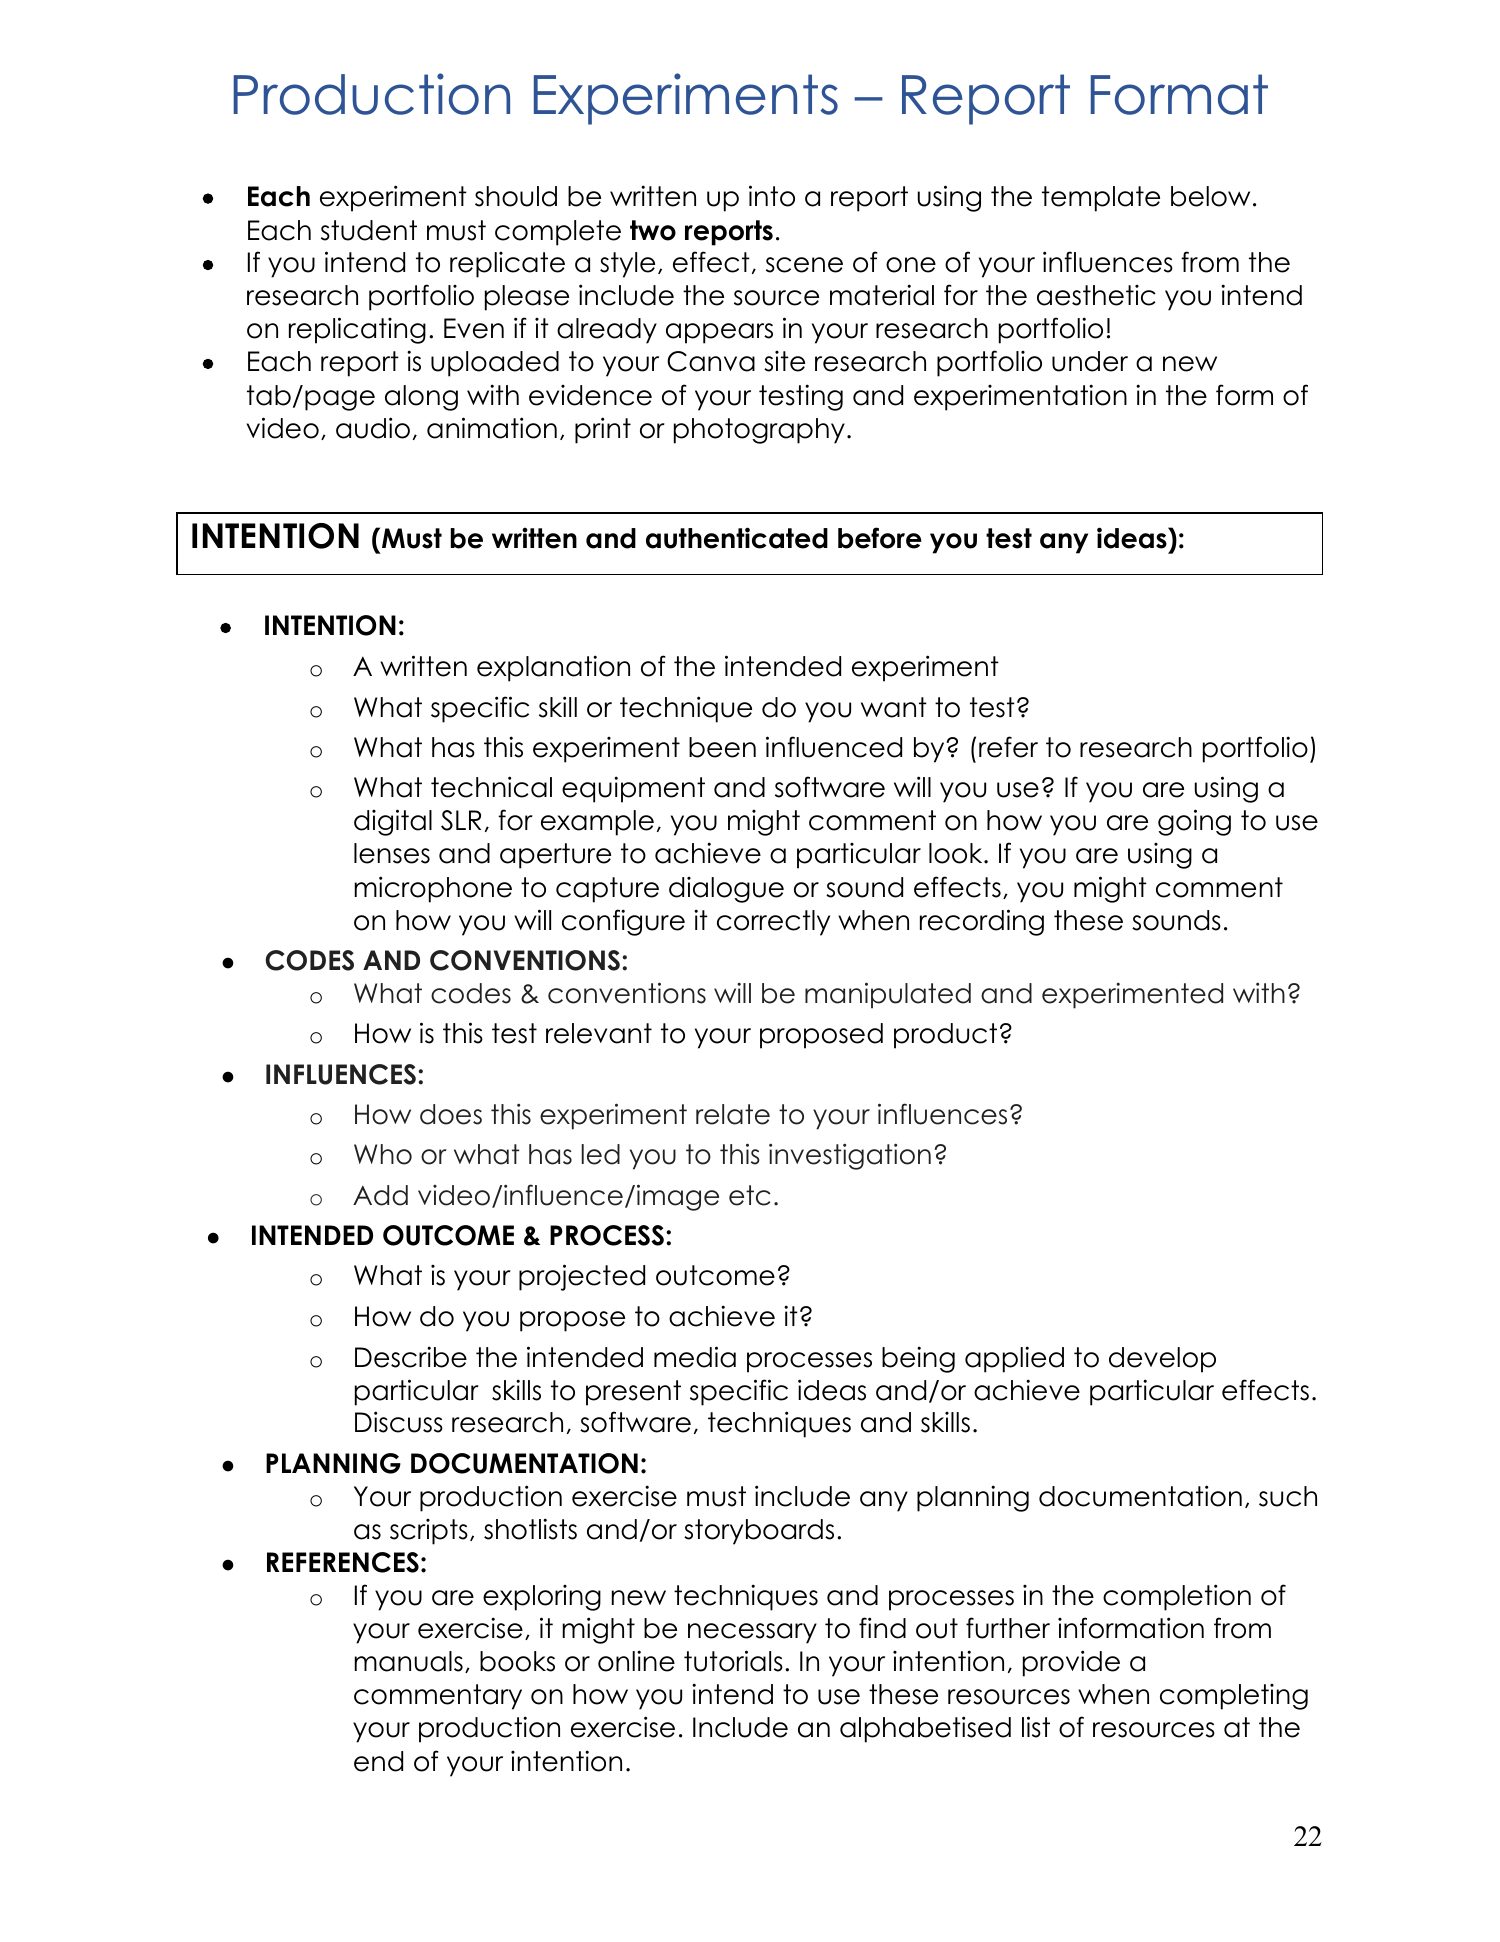 Production Experiments – Report Format
● Each experiment should be written up into a report using the template below.
Each student must complete two reports.
● If you intend to replicate a style, effect, scene of one of your influences from the
research portfolio please include the source material for the aesthetic you intend
on replicating. Even if it already appears in your research portfolio!
● Each report is uploaded to your Canva site research portfolio under a new
tab/page along with evidence of your testing and experimentation in the form of
video, audio, animation, print or photography.
INTENTION (Must be written and authenticated before you test any ideas):
● INTENTION:
○ A written explanation of the intended experiment
○ What specific skill or technique do you want to test?
○ What has this experiment been influenced by? (refer to research portfolio)
○ What technical equipment and software will you use? If you are using a
digital SLR, for example, you might comment on how you are going to use
lenses and aperture to achieve a particular look. If you are using a
microphone to capture dialogue or sound effects, you might comment
on how you will configure it correctly when recording these sounds.
● CODES AND CONVENTIONS:
○ What codes & conventions will be manipulated and experimented with?
○ How is this test relevant to your proposed product?
● INFLUENCES:
○ How does this experiment relate to your influences?
○ Who or what has led you to this investigation?
○ Add video/influence/image etc.
● INTENDED OUTCOME & PROCESS:
○ What is your projected outcome?
○ How do you propose to achieve it?
○ Describe the intended media processes being applied to develop
particular  skills to present specific ideas and/or achieve particular effects.
Discuss research, software, techniques and skills.
● PLANNING DOCUMENTATION:
○ Your production exercise must include any planning documentation, such
as scripts, shotlists and/or storyboards.
● REFERENCES:
○ If you are exploring new techniques and processes in the completion of
your exercise, it might be necessary to find out further information from
manuals, books or online tutorials. In your intention, provide a
commentary on how you intend to use these resources when completing
your production exercise. Include an alphabetised list of resources at the
end of your intention.
22